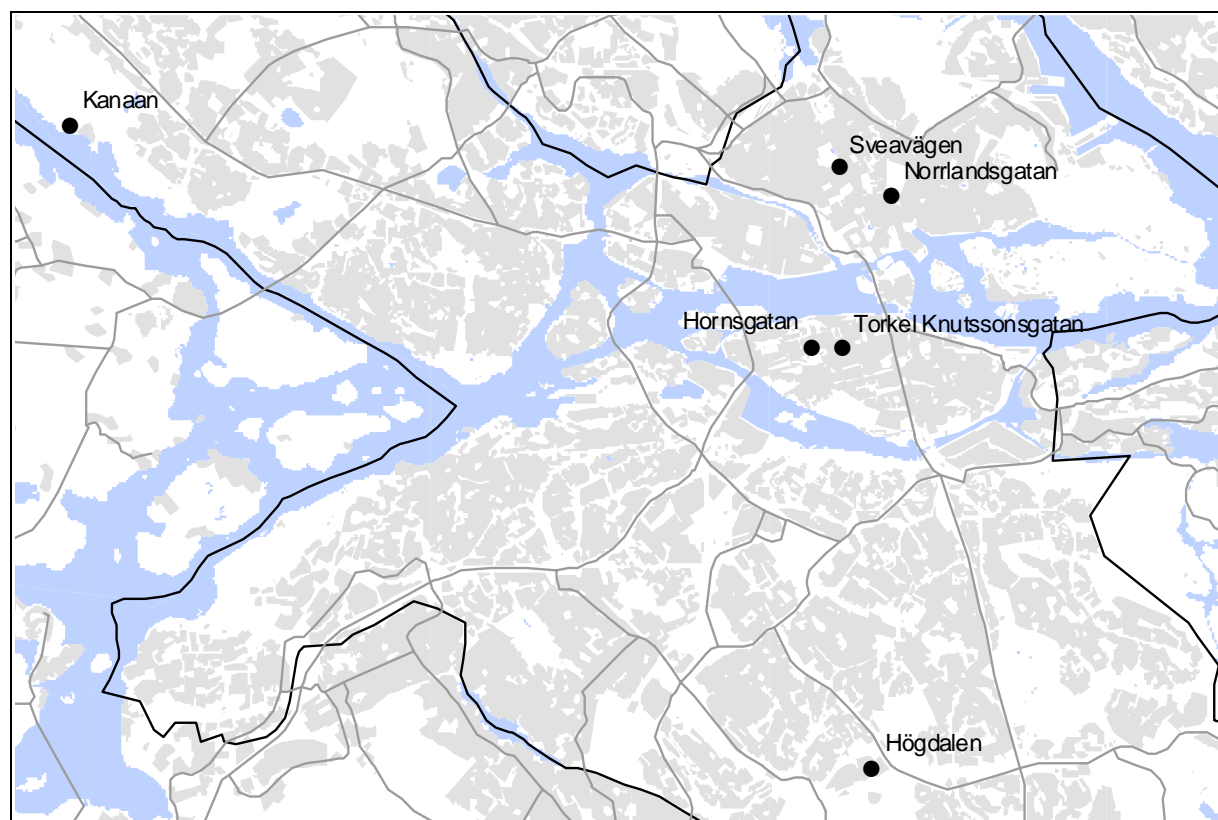 Kanaan
Sveavägen
Norrlandsgatan
Hornsgatan
Torkel Knutssonsgatan
Högdalen